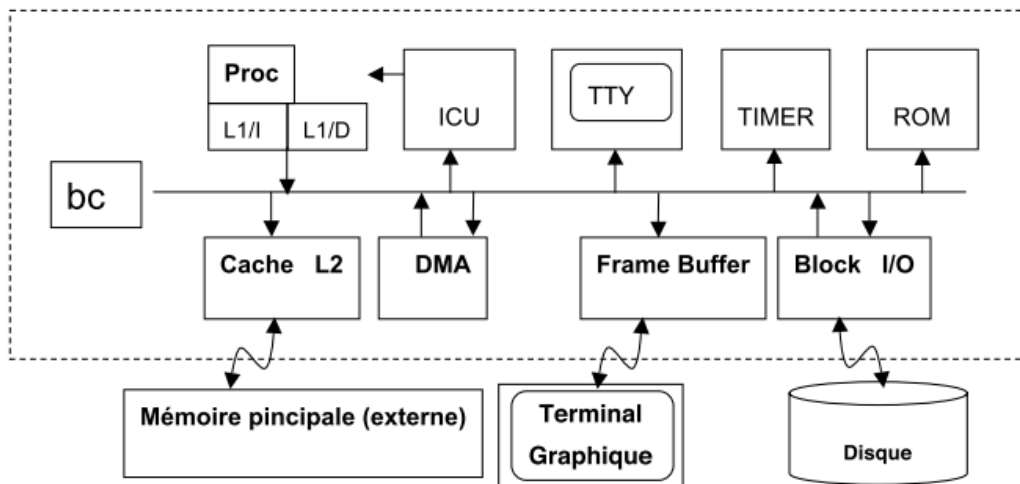 Proc
L1/I
L1/D
ICU
TTY
TIMER
ROM
bc
Cache L2
DMA
Frame Buffer
Block I/O
Mémoire pincipale (externe)
Terminal
Graphique
Disque